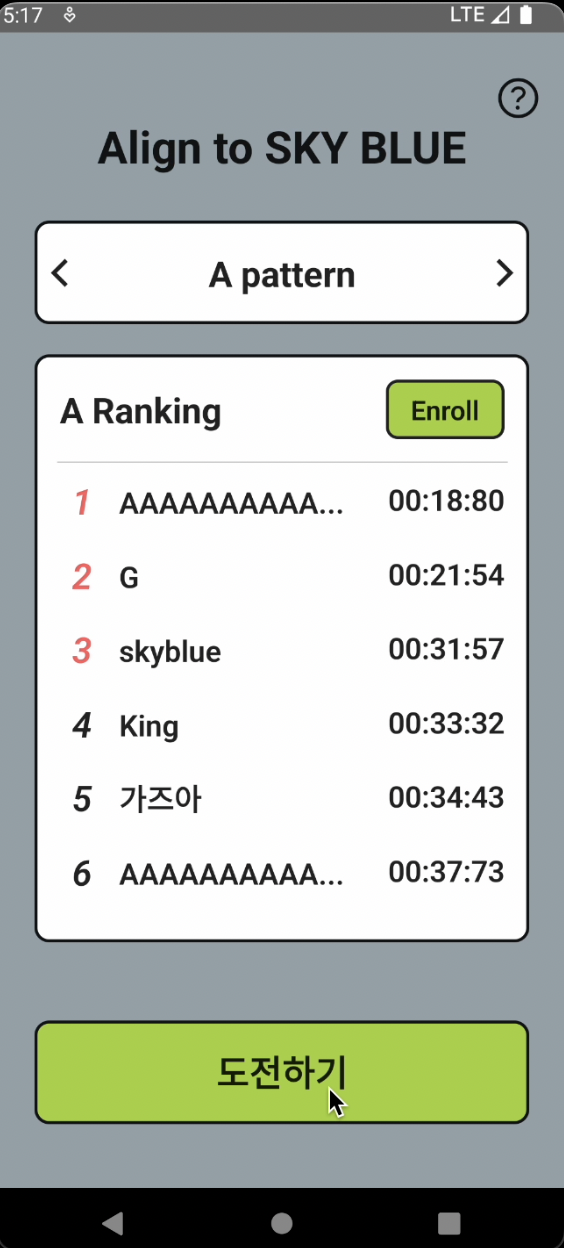 5:17 LTE
?
Align to SKY BLUE
A pattern
A Ranking Enroll
1 AAAAAAAAAA... 00:18:80
2 G 00:21:54
3 skyblue 00:31:57
4 King 00:33:32
5 가즈아 00:34:43
6 AAAAAAAAAA... 00:37:73
도전하기